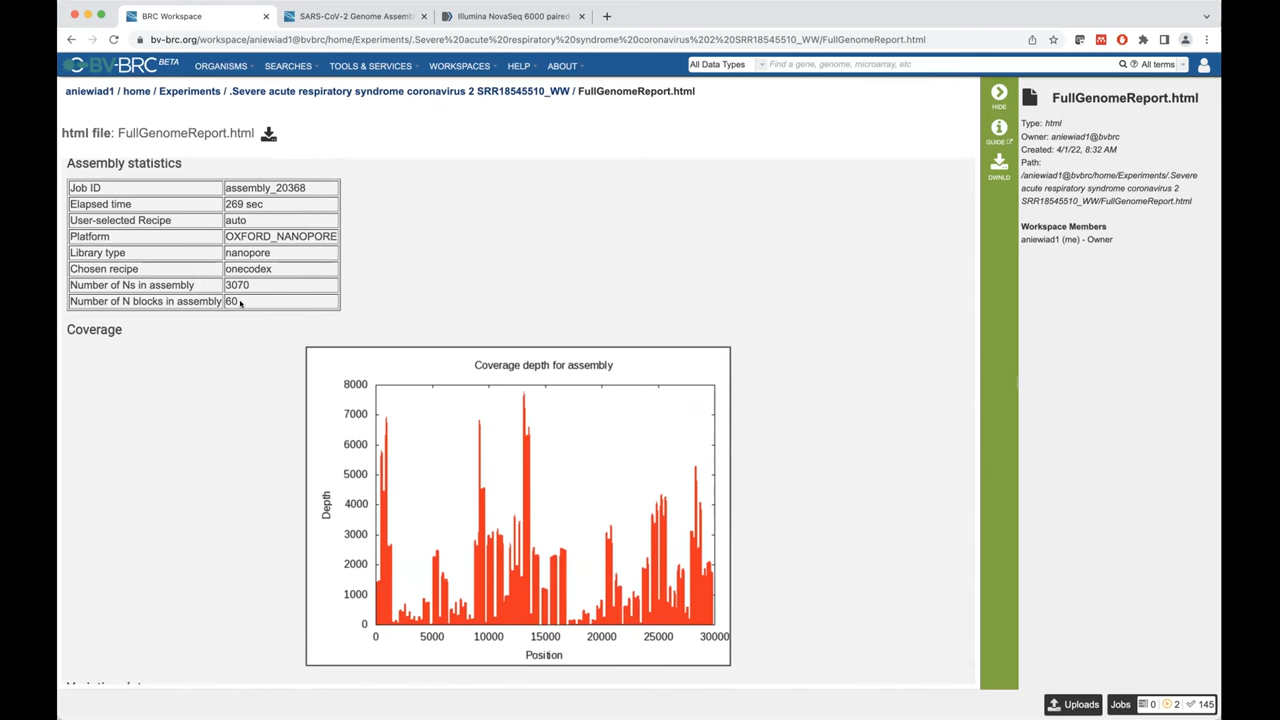 BRC Workspace
SARS-CoV-2 Genome Assemb
Illumina NovaSeq 6000 paired
bv-brc.org/workspace/aniewiad1@bvbrc/home/Experiments/.Severe%20acute%20respiratory%20syndrome%20coronavirus%202%20SRR18545510_WW/FullGenomeReport.html
BV-BRC BETA
ORGANISMS
SEARCHES
TOOLS & SERVICES
WORKSPACES
HELP
ABOUT
All Data Types
Find a gene, genome, microarray, etc
All terms
aniewiad1 / home / Experiments / .Severe acute respiratory syndrome coronavirus 2 SRR18545510_WW / FullGenomeReport.html
html file: FullGenomeReport.html
Assembly statistics
Job ID assembly_20368
Elapsed time 269 sec
User-selected Recipe auto
Platform OXFORD_NANOPORE
Library type nanopore
Chosen recipe onecodex
Number of Ns in assembly 3070
Number of N blocks in assembly 60
Coverage
Coverage depth for assembly
8000
7000
6000
5000
4000
3000
2000
1000
0
Depth
0 5000 10000 15000 20000 25000 30000
Position
HIDE
GUIDE
DWNLD
FullGenomeReport.html
Type: html
Owner: aniewiad1@bvbrc
Created: 4/1/22, 8:32 AM
Path:
/aniewiad1@bvbrc/home/Experiments/.Severe
acute respiratory syndrome coronavirus 2
SRR18545510_WW/FullGenomeReport.html
Workspace Members
aniewiad1 (me) - Owner
Uploads
Jobs 0 2 145